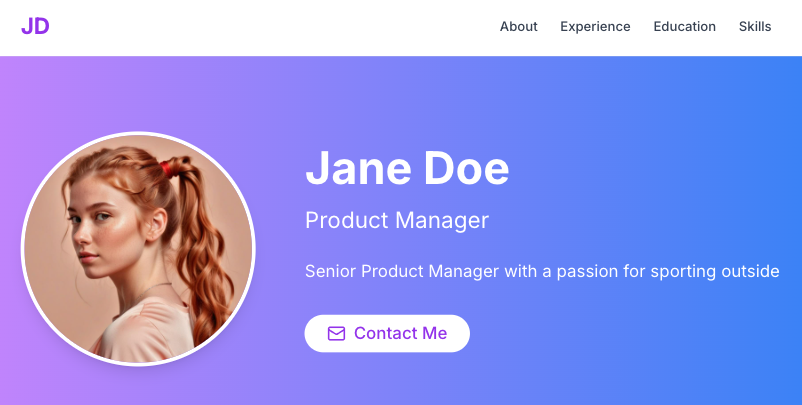 JD
About Experience Education Skills
Jane Doe
Product Manager
Senior Product Manager with a passion for sporting outside
Contact Me